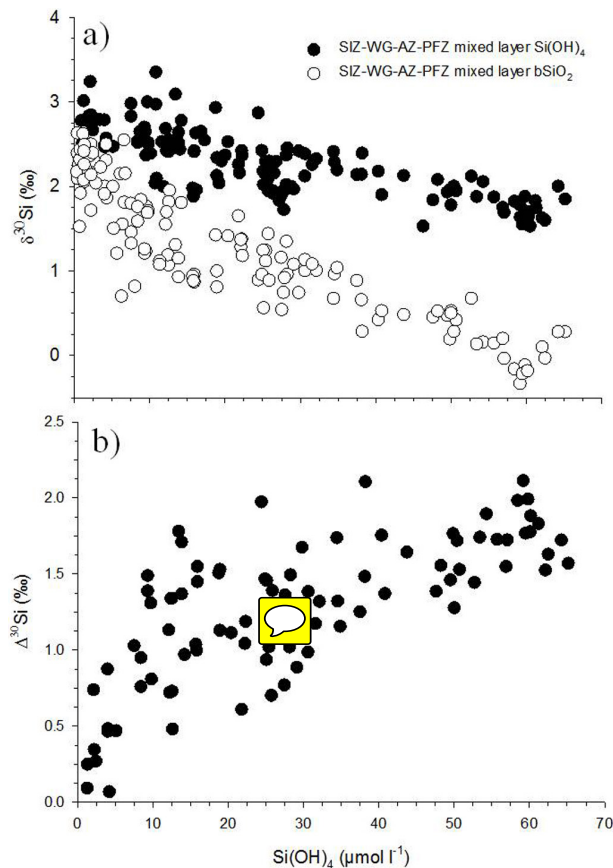 a)
SIZ-WG-AZ-PFZ mixed layer Si(OH)4
SIZ-WG-AZ-PFZ mixed layer bSiO2
4
3
2
1
0
δ30Si (‰)
b)
2.5
2.0
1.5
1.0
0.5
0.0
Δ30Si (‰)
0 10 20 30 40 50 60 70
Si(OH)4 (µmol l-1)